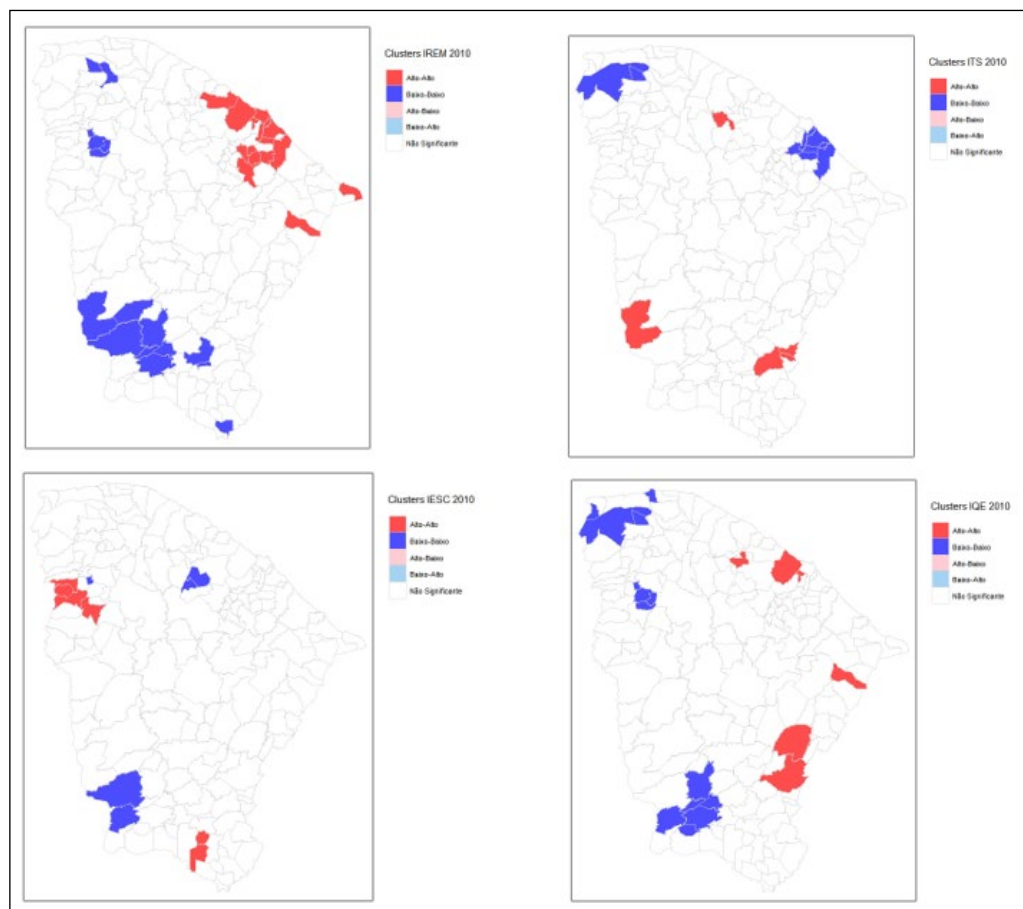 Clusters IREM 2010
Alto-Alto
Baixo-Baixo
Alto-Baixo
Baixo-Alto
Não Significante
Clusters ITS 2010
Alto-Alto
Baixo-Baixo
Alto-Baixo
Baixo-Alto
Não Significante
Clusters IESC 2010
Alto-Alto
Baixo-Baixo
Alto-Baixo
Baixo-Alto
Não Significante
Clusters IQE 2010
Alto-Alto
Baixo-Baixo
Alto-Baixo
Baixo-Alto
Não Significante